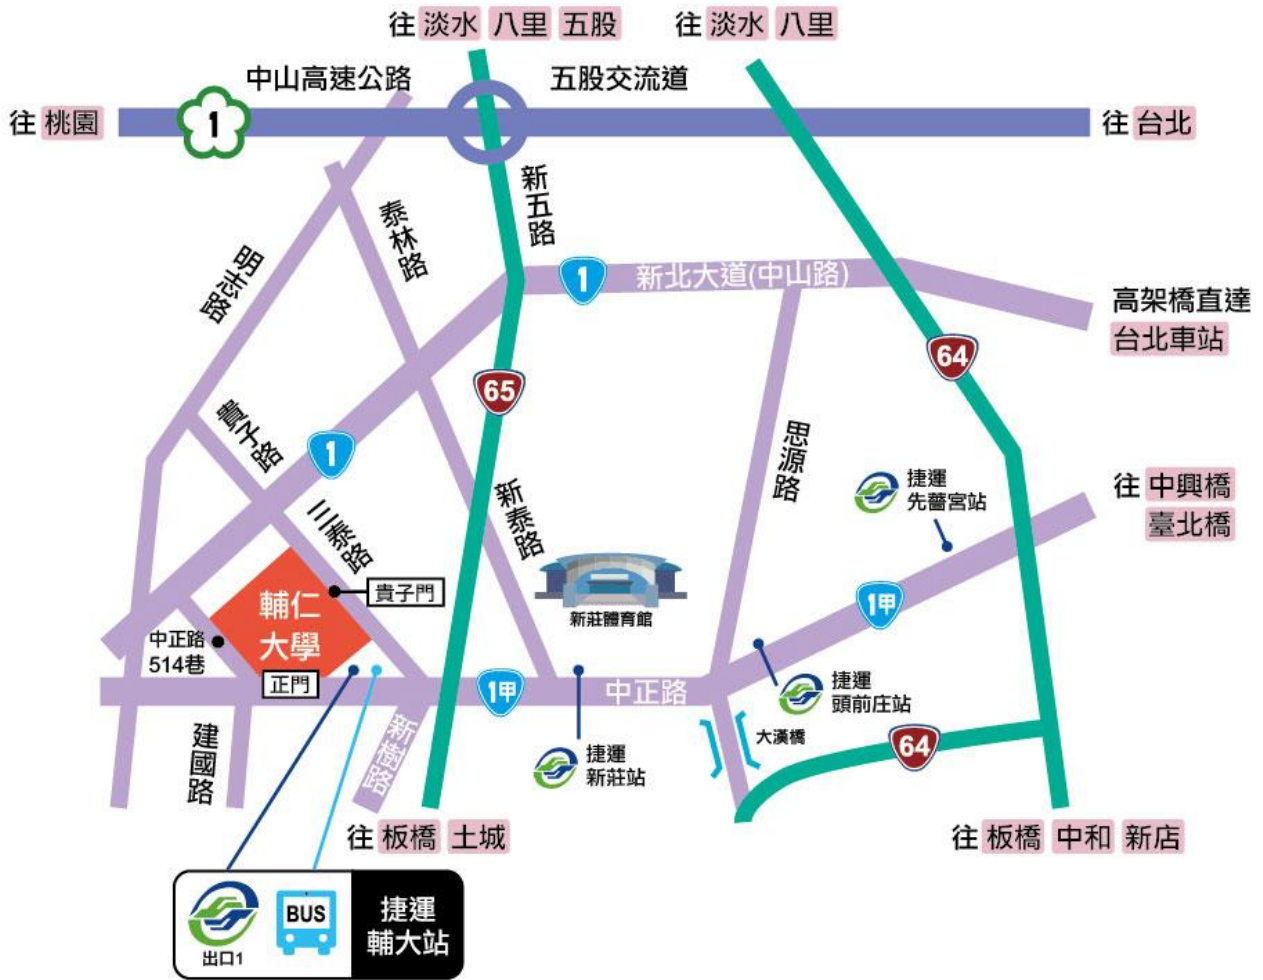 往 淡水 八里 五股
往 淡水 八里
中山高速公路
五股交流道
往 桃園
1
往 台北
新五路
泰林路
明志路
1
新北大道(中山路)
高架橋直達
台北車站
64
65
貴子路
1
思源路
捷運
先嗇宮站
往 中興橋
臺北橋
新泰路
三泰路
輔仁
大學
貴子門
新莊體育館
1甲
中正路
514巷
正門
1甲
中正路
捷運
頭前庄站
大漢橋
64
建國路
新樹路
捷運
新莊站
往 板橋 土城
往 板橋 中和 新店
BUS
出口1
捷運
輔大站